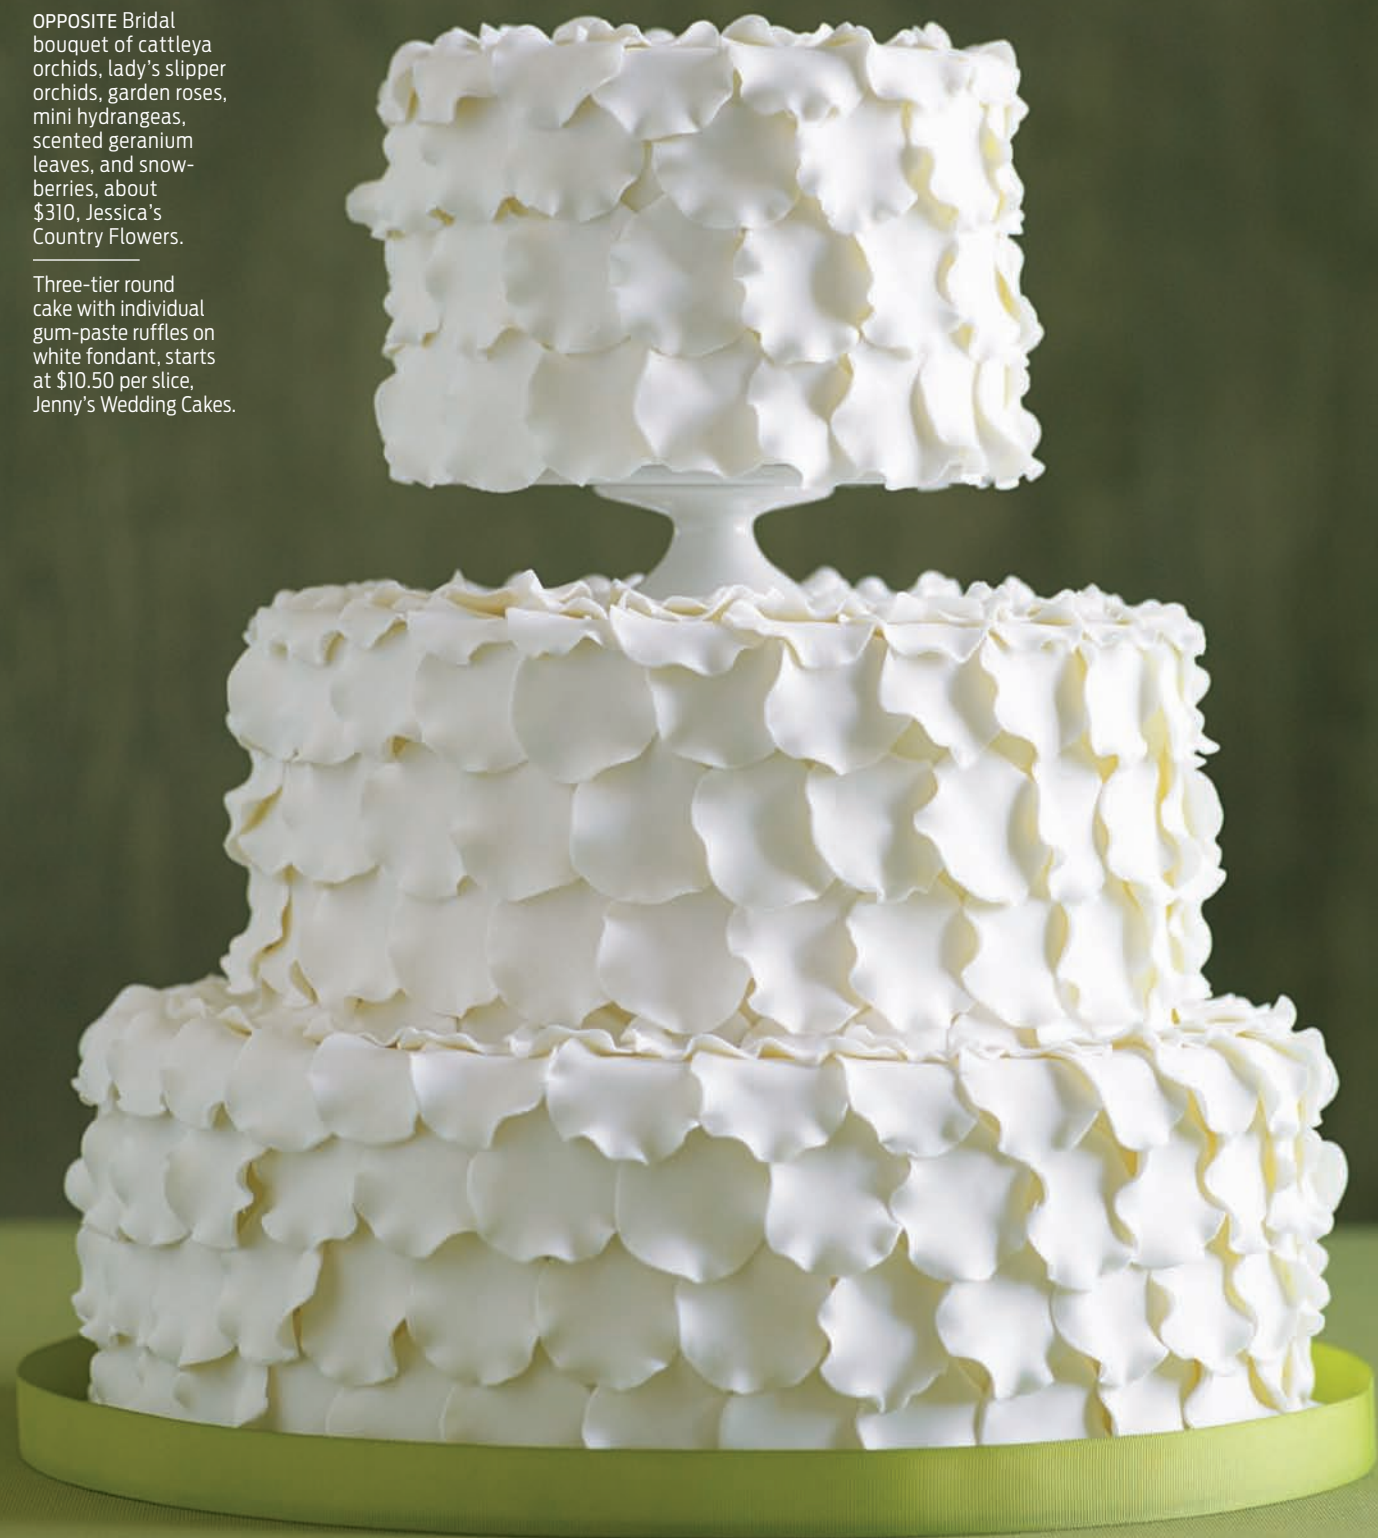 OPPOSITE Bridal
bouquet of cattleya
orchids, lady’s slipper
orchids, garden roses,
mini hydrangeas,
scented geranium
leaves, and snow-
berries, about
$310, Jessica’s
Country Flowers.
Three-tier round
cake with individual
gum-paste ruffles on
white fondant, starts
at $10.50 per slice,
Jenny’s Wedding Cakes.